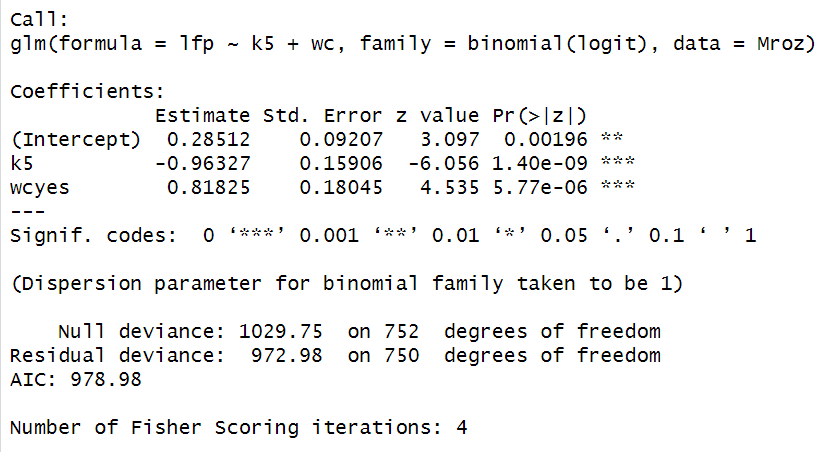 Call:
glm(formula = lfp ~ k5 + wc, family = binomial(logit), data = Mroz)
Coefficients:
Estimate Std. Error z value Pr(>|z|)
(Intercept) 0.28512 0.09207 3.097 0.00196 **
k5 -0.96327 0.15906 -6.056 1.40e-09 ***
wcyes 0.81825 0.18045 4.535 5.77e-06 ***
---
Signif. codes: 0 ‘***’ 0.001 ‘**’ 0.01 ‘*’ 0.05 ‘.’ 0.1 ‘ ’ 1
(Dispersion parameter for binomial family taken to be 1)
Null deviance: 1029.75 on 752 degrees of freedom
Residual deviance: 972.98 on 750 degrees of freedom
AIC: 978.98
Number of Fisher Scoring iterations: 4